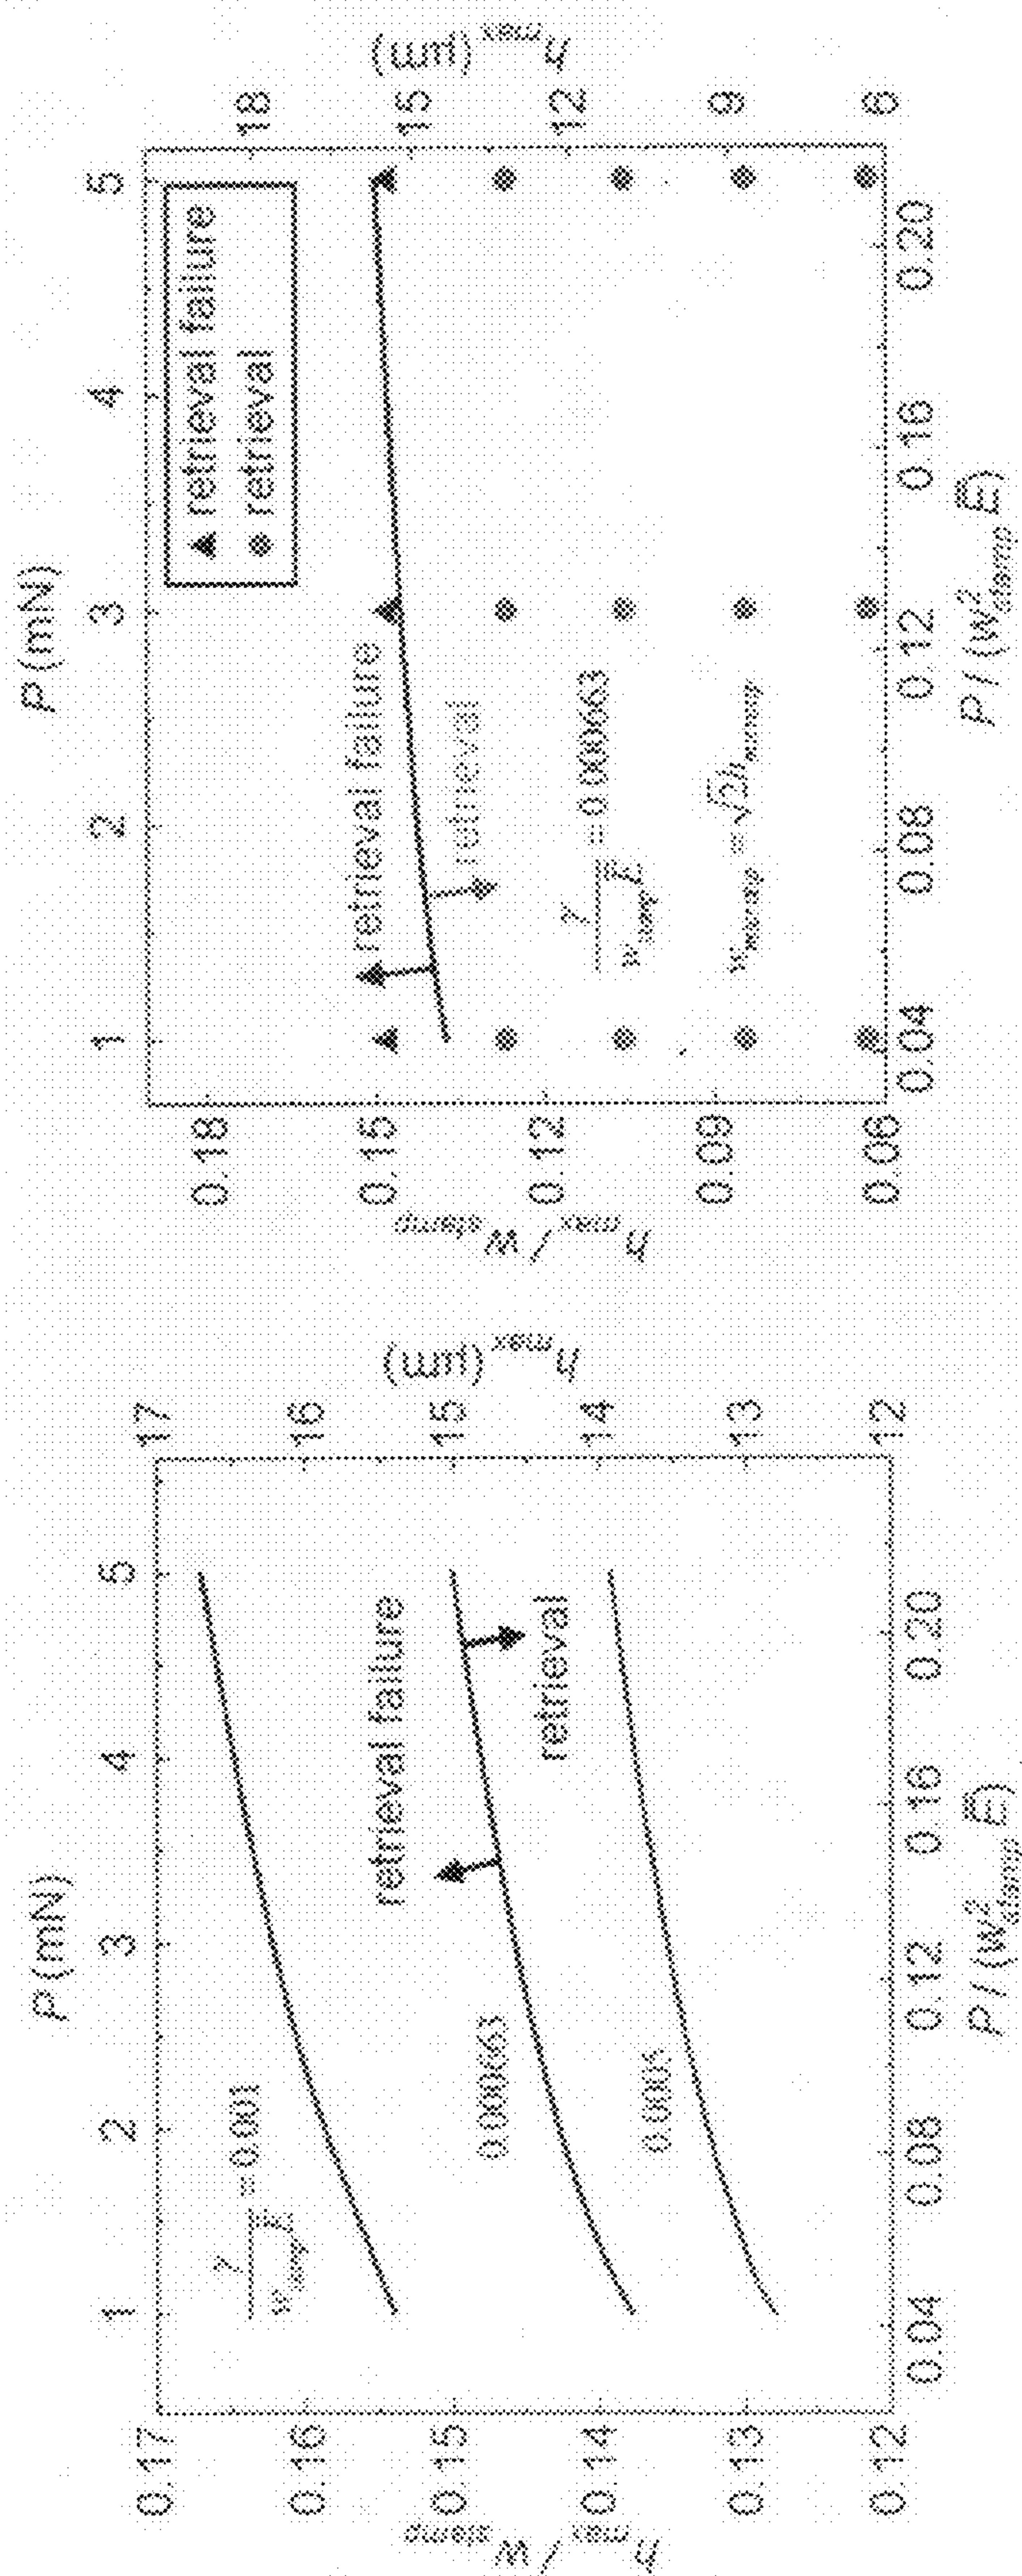 P (mN)
1 2 3 4 5
0.17 17
0.16 16
0.15 15
0.14 14
0.13 13
0.12 12
h_max / w_stamp
h_max (μm)
γ / (w_stamp E̅) = 0.001
retrieval failure
0.000663
retrieval
0.0005
0.04 0.08 0.12 0.16 0.20
P / (w²_stamp E̅)
P (mN)
1 2 3 4 5
▲ retrieval failure
● retrieval
0.18 18
0.15 15
0.12 12
0.09 9
0.06 6
h_max / w_stamp
h_max (μm)
retrieval failure
retrieval
γ / (w_stamp E̅) = 0.000663
0.04 0.08 0.12 0.16 0.20
P / (w²_stamp E̅)